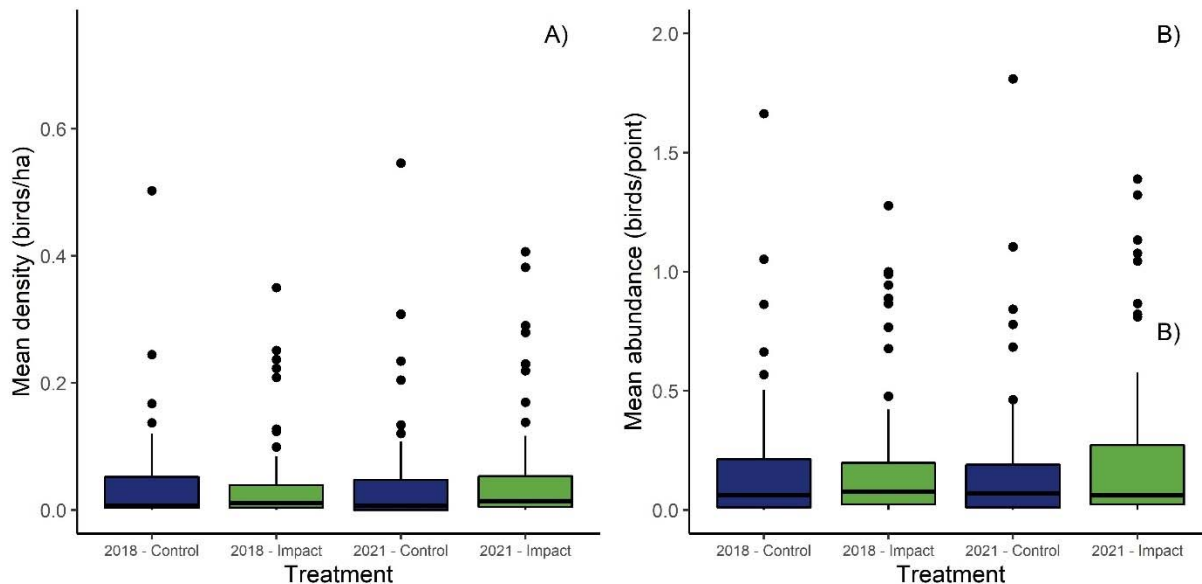 A)
Mean density (birds/ha)
0.6
0.4
0.2
0.0
2018 - Control
2018 - Impact
2021 - Control
2021 - Impact
Treatment
B)
Mean abundance (birds/point)
2.0
1.5
1.0
0.5
0.0
B)
2018 - Control
2018 - Impact
2021 - Control
2021 - Impact
Treatment